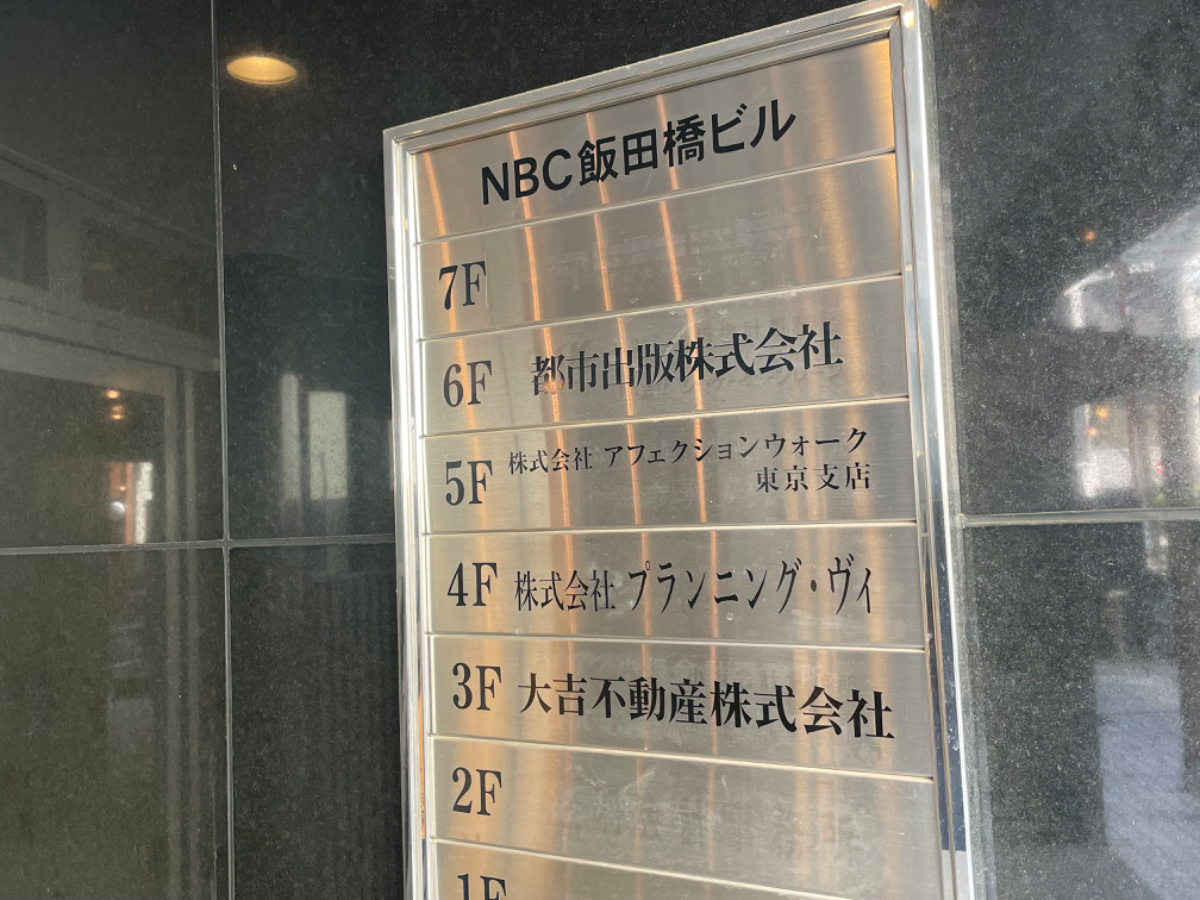 NBC飯田橋ビル
7F
6F 都市出版株式会社
5F 株式会社 アフェクションウォーク
東京支店
4F 株式会社 プランニング・ヴィ
3F 大吉不動産株式会社
2F
1F